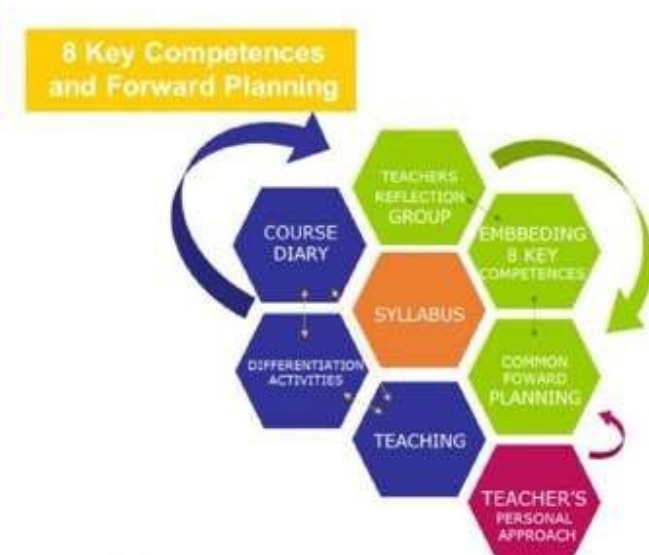 8 Key Competences
and Forward Planning
TEACHERS
REFLECTION
GROUP
COURSE
DIARY
EMBBEDING
8 KEY
COMPETENCES
SYLLABUS
DIFFERENTIATION
ACTIVITIES
COMMON
FOWARD
PLANNING
TEACHING
TEACHER'S
PERSONAL
APPROACH